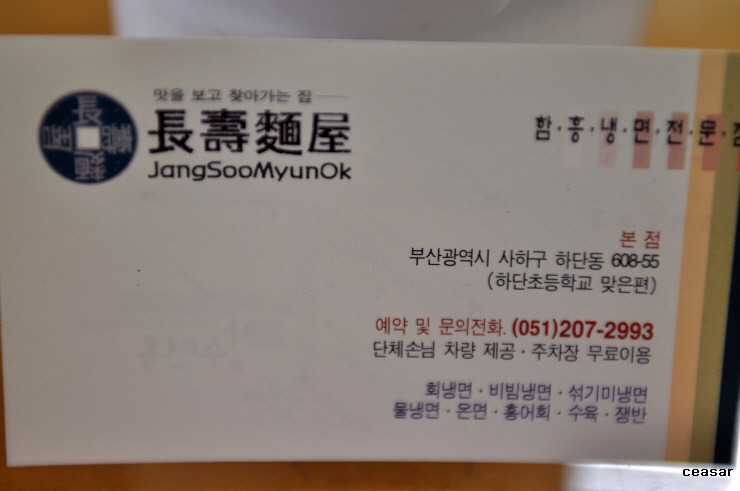 맛을 보고 찾아가는 집
長壽麵屋
JangSooMyunOk
함·흥·냉·면·전·문·점
본 점
부산광역시 사하구 하단동 608-55
(하단초등학교 맞은편)
예약 및 문의전화. (051)207-2993
단체손님 차량 제공·주차장 무료이용
회냉면·비빔냉면·섞기미냉면
물냉면·온면·홍어회·수육·쟁반
ceasar